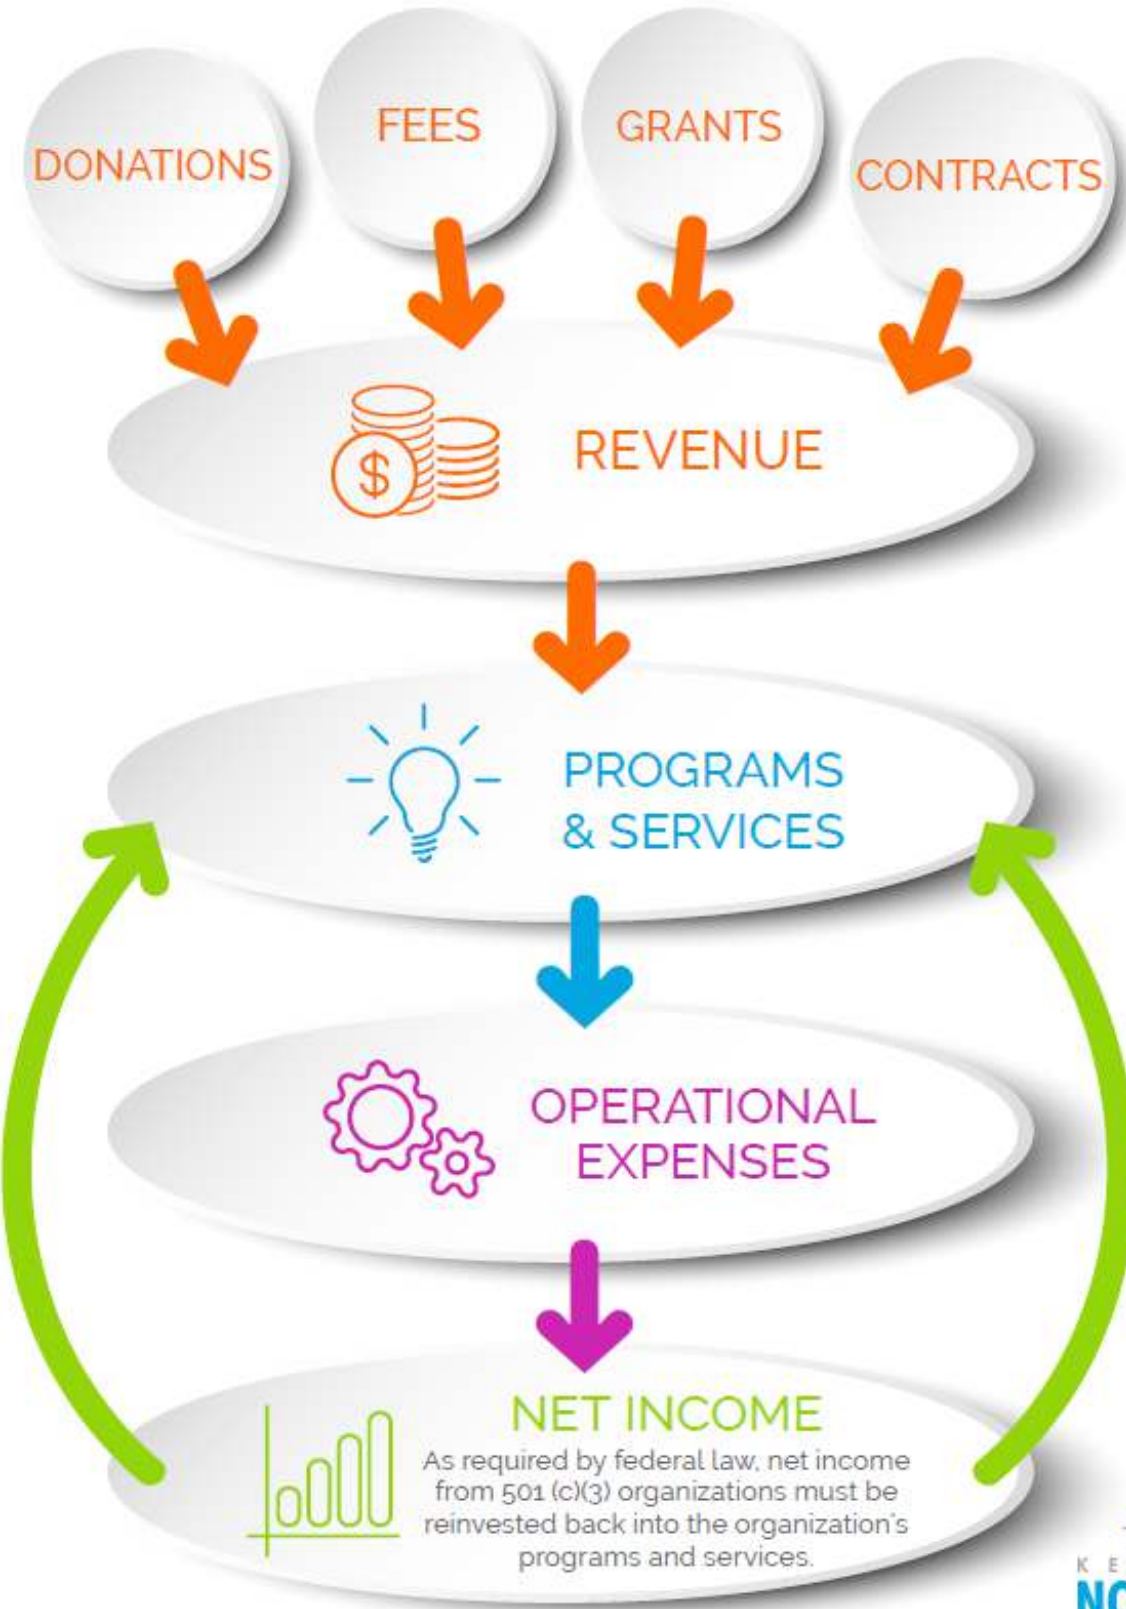 DONATIONS
FEES
GRANTS
CONTRACTS
$
REVENUE
PROGRAMS
& SERVICES
OPERATIONAL
EXPENSES
NET INCOME
As required by federal law, net income
from 501 (c)(3) organizations must be
reinvested back into the organization's
programs and services.
K E
NO